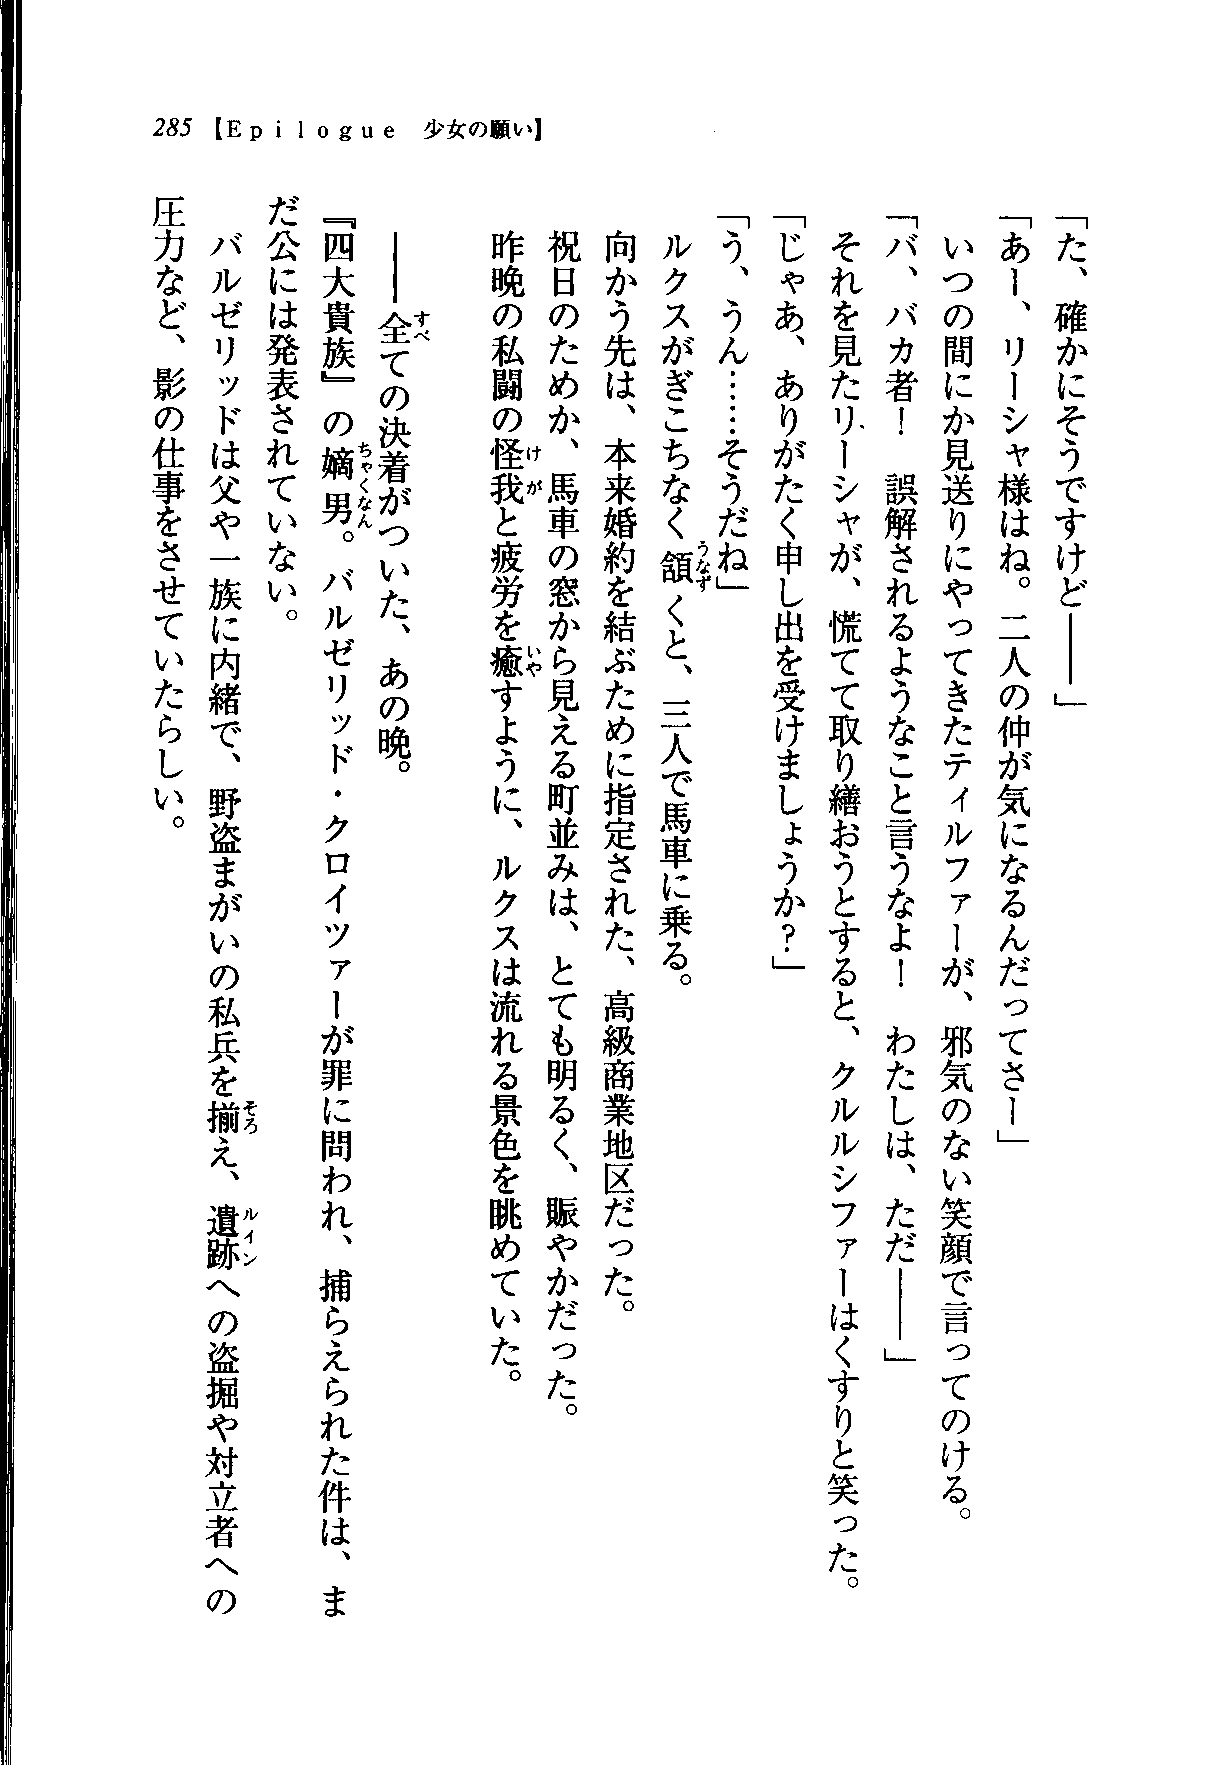 285【Epilogue　少女の願い】
「た、確かにそうですけど――」
「あー、リーシャ様はね。二人の仲が気になるんだってさー」
　いつの間にか見送りにやってきたティルファーが、邪気のない笑顔で言ってのける。
「バ、バカ者！　誤解されるようなこと言うなよ！　わたしは、ただ――」
　それを見たリーシャが、慌てて取り繕おうとすると、クルルシファーはくすりと笑った。
「じゃあ、ありがたく申し出を受けましょうか？」
「う、うん……そうだね」
　ルクスがぎこちなく頷くと、三人で馬車に乗る。
　向かう先は、本来婚約を結ぶために指定された、高級商業地区だった。
　祝日のためか、馬車の窓から見える町並みは、とても明るく、賑やかだった。
　昨晩の私闘の怪我と疲労を癒すように、ルクスは流れる景色を眺めていた。
　――全ての決着がついた、あの晩。
『四大貴族』の嫡男。バルゼリッド・クロイツァーが罪に問われ、捕らえられた件は、ま
だ公には発表されていない。
　バルゼリッドは父や一族に内緒で、野盗まがいの私兵を揃え、遺跡への盗掘や対立者への
圧力など、影の仕事をさせていたらしい。